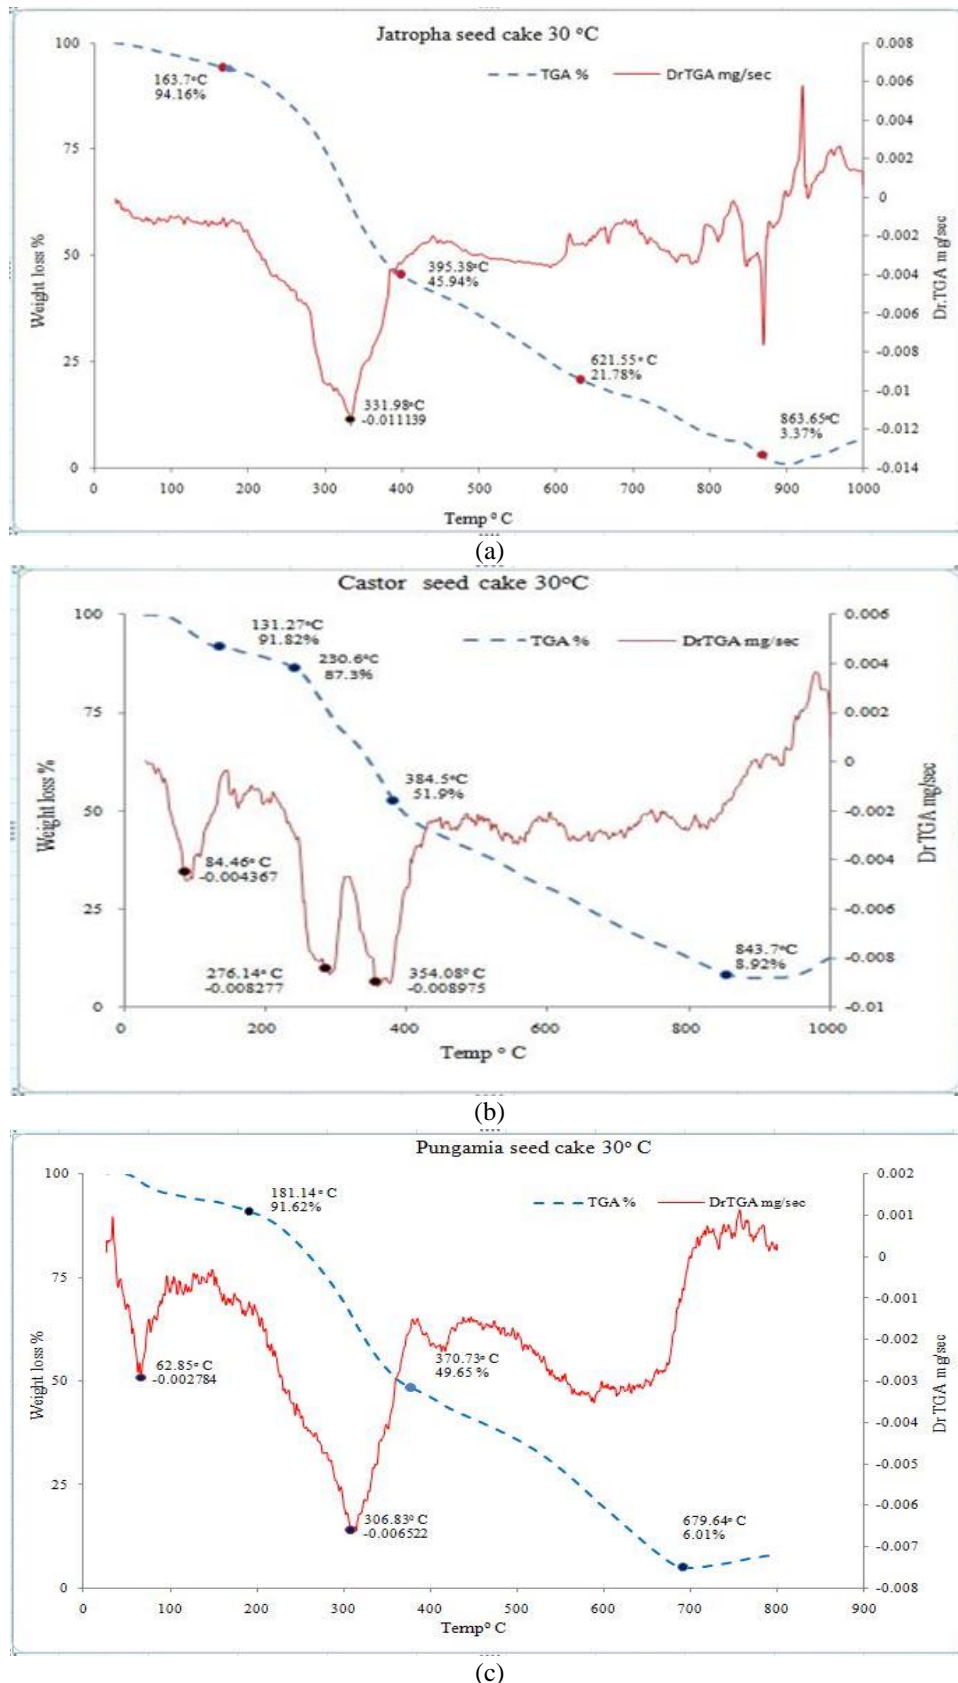 Jatropha seed cake 30 °C
TGA %
DrTGA mg/sec
100
75
50
25
0
Weight loss %
0.008
0.006
0.004
0.002
0
-0.002
-0.004
-0.006
-0.008
-0.01
-0.012
-0.014
Dr.TGA mg/sec
163.7°C
94.16%
395.38°C
45.94%
331.98°C
-0.011139
621.55° C
21.78%
863.65°C
3.37%
0 100 200 300 400 500 600 700 800 900 1000
Temp ° C
(a)
Castor seed cake 30°C
TGA %
DrTGA mg/sec
100
75
50
25
0
Weight loss %
0.006
0.004
0.002
0
-0.002
-0.004
-0.006
-0.008
-0.01
DrTGA mg/sec
131.27°C
91.82%
230.6°C
87.3%
384.5°C
51.9%
84.46° C
-0.004367
276.14° C
-0.008277
354.08° C
-0.008975
843.7°C
8.92%
0 200 400 600 800 1000
Temp ° C
(b)
Pungamia seed cake 30° C
TGA %
DrTGA mg/sec
100
75
50
25
0
Weight loss %
0.002
0.001
0
-0.001
-0.002
-0.003
-0.004
-0.005
-0.006
-0.007
-0.008
DrTGA mg/sec
181.14° C
91.62%
62.85° C
-0.002784
370.73° C
49.65 %
306.83° C
-0.006522
679.64° C
6.01%
0 100 200 300 400 500 600 700 800 900
Temp° C
(c)